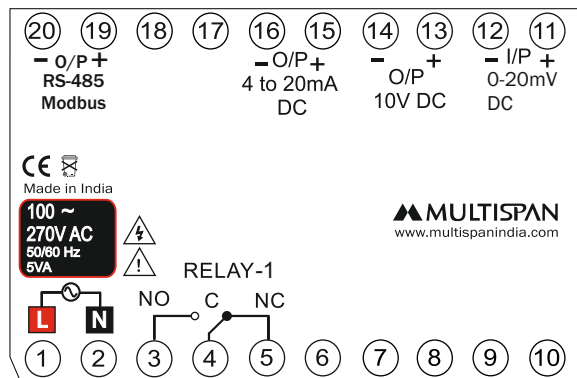 20 19 18 17 16 15 14 13 12 11
− O/P + − O/P + − + − I/P +
RS-485 4 to 20mA O/P 0-20mV
Modbus DC 10V DC DC
CE
Made in India
100 ~
270V AC
50/60 Hz
5VA
MULTISPAN
www.multispanindia.com
RELAY-1
NO C NC
L N
1 2 3 4 5 6 7 8 9 10